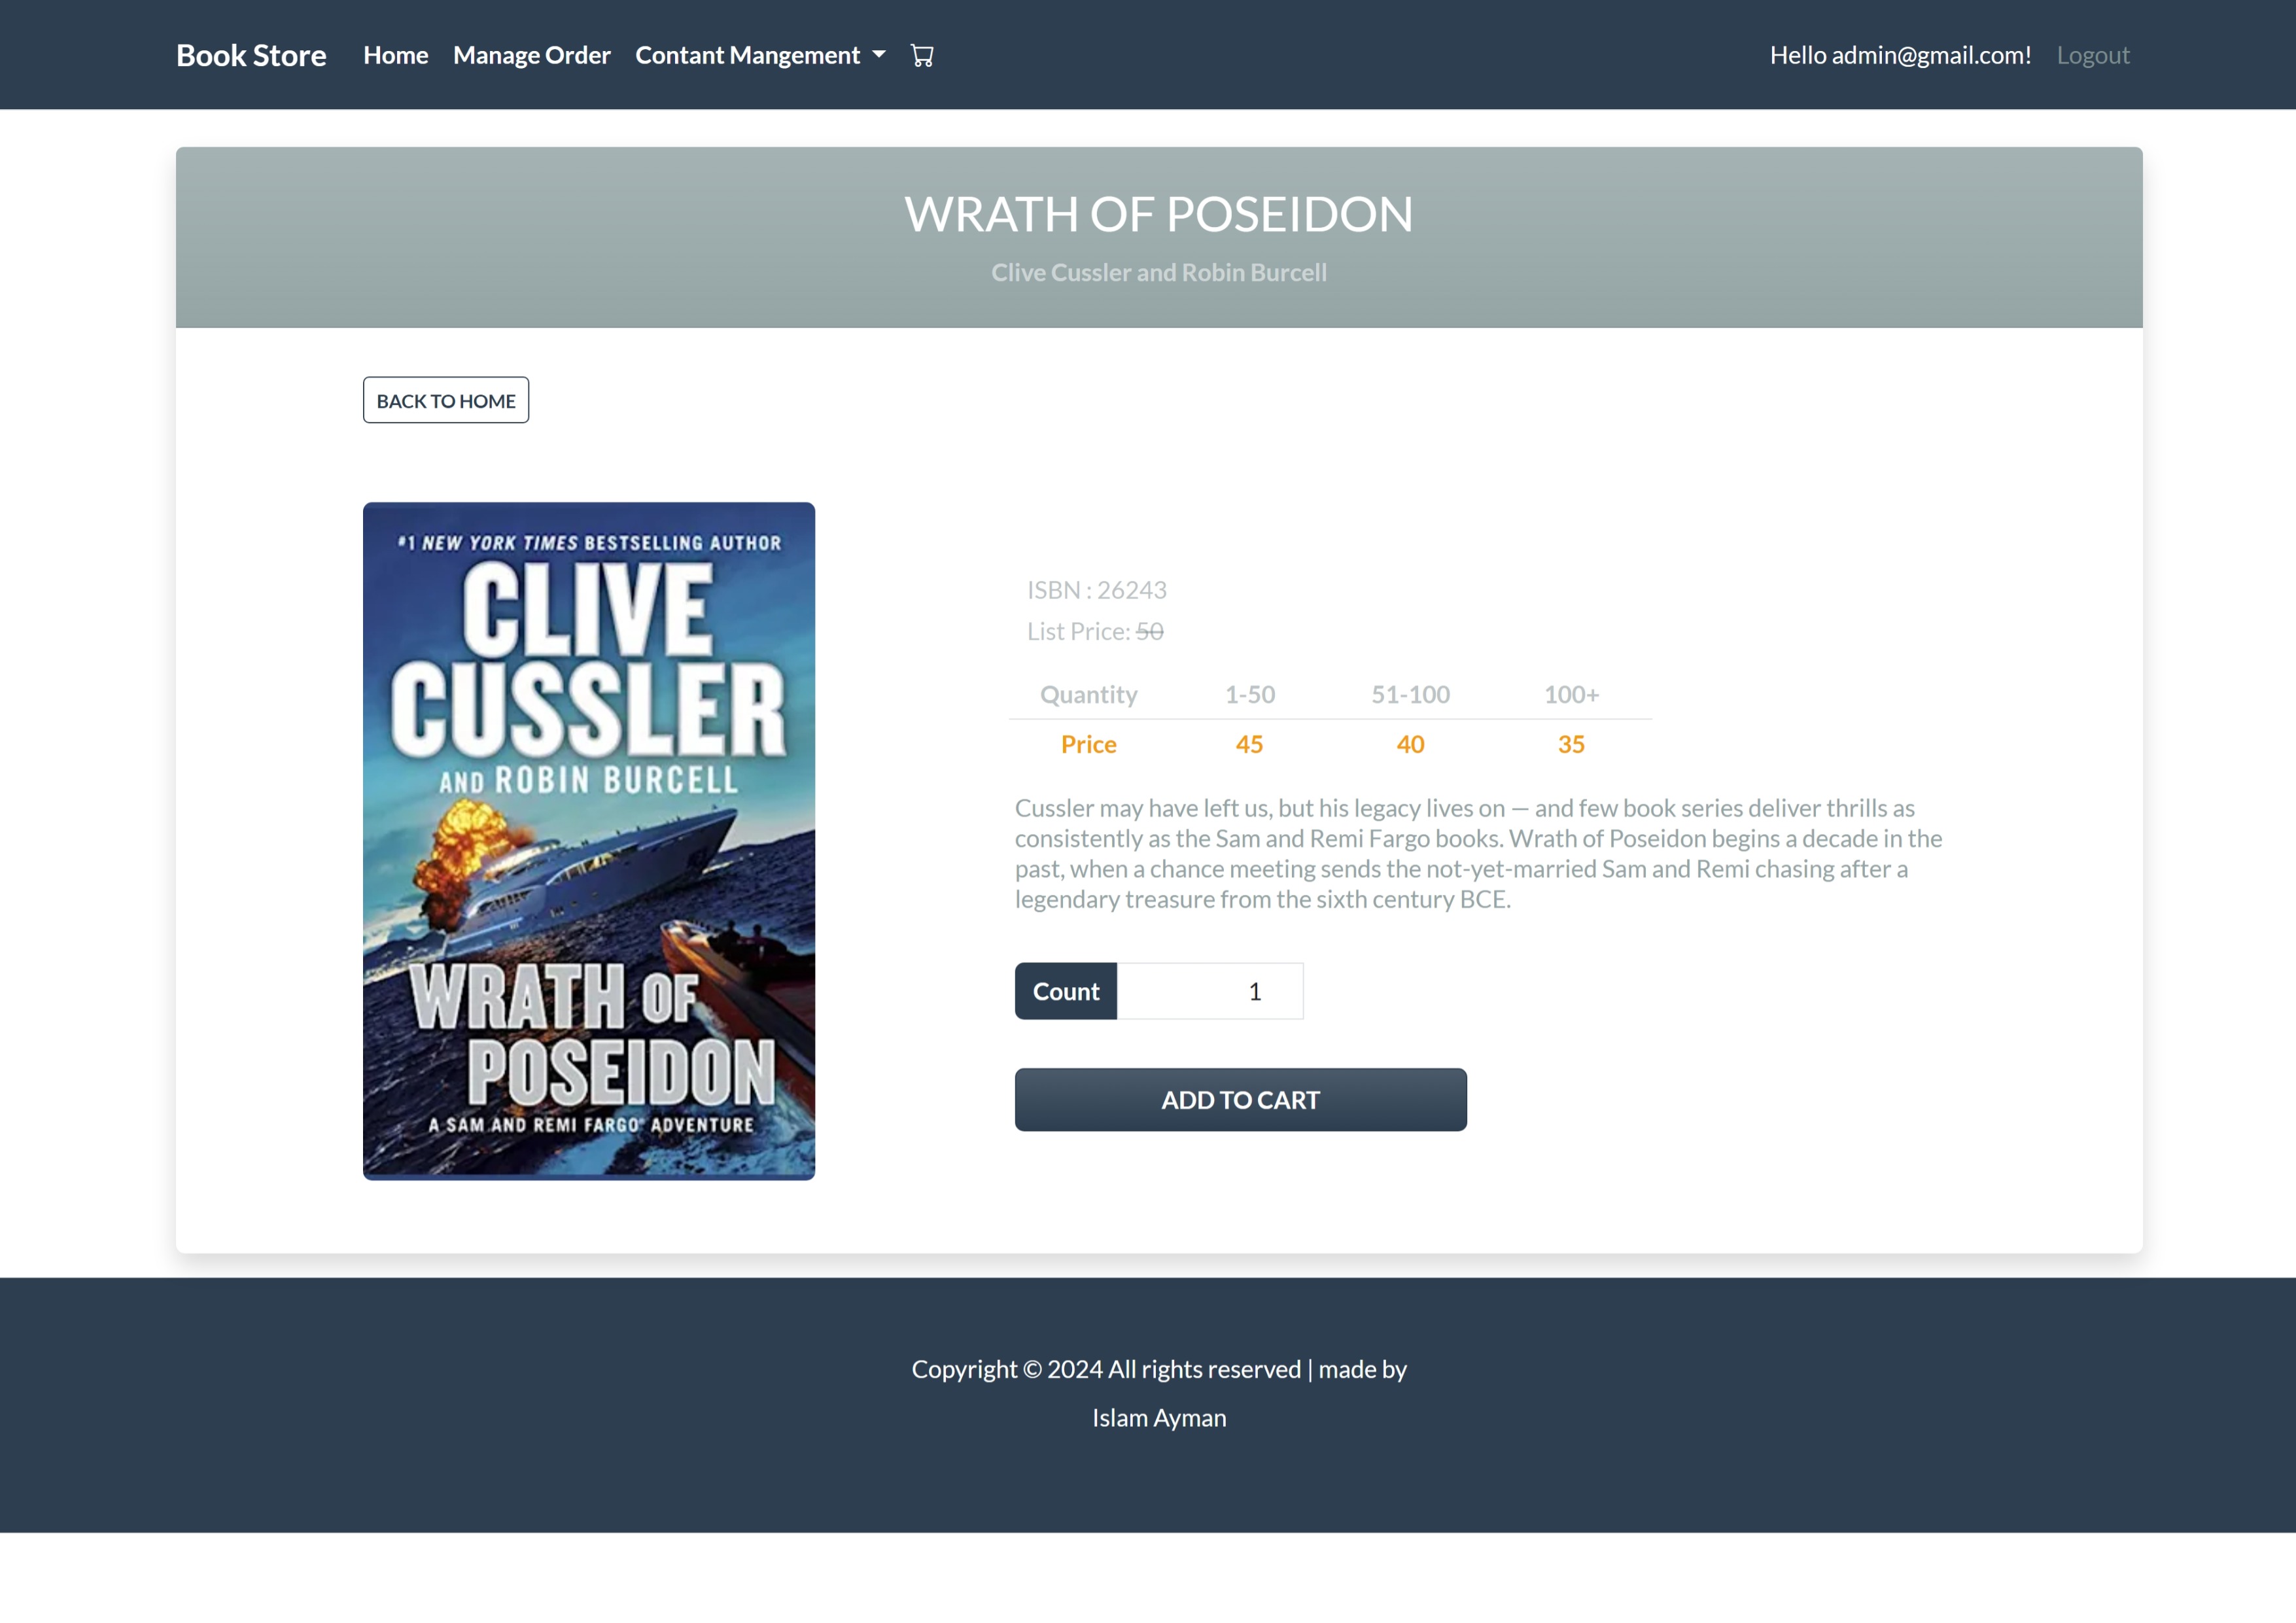 Book Store Home Manage Order Contant Mangement Hello admin@gmail.com! Logout
WRATH OF POSEIDON
Clive Cussler and Robin Burcell
BACK TO HOME
#1 NEW YORK TIMES BESTSELLING AUTHOR
CLIVE
CUSSLER
AND ROBIN BURCELL
WRATH OF
POSEIDON
A SAM AND REMI FARGO® ADVENTURE
ISBN : 26243
List Price: 50
Quantity 1-50 51-100 100+
Price 45 40 35
Cussler may have left us, but his legacy lives on — and few book series deliver thrills as
consistently as the Sam and Remi Fargo books. Wrath of Poseidon begins a decade in the
past, when a chance meeting sends the not-yet-married Sam and Remi chasing after a
legendary treasure from the sixth century BCE.
Count 1
ADD TO CART
Copyright © 2024 All rights reserved | made by
Islam Ayman